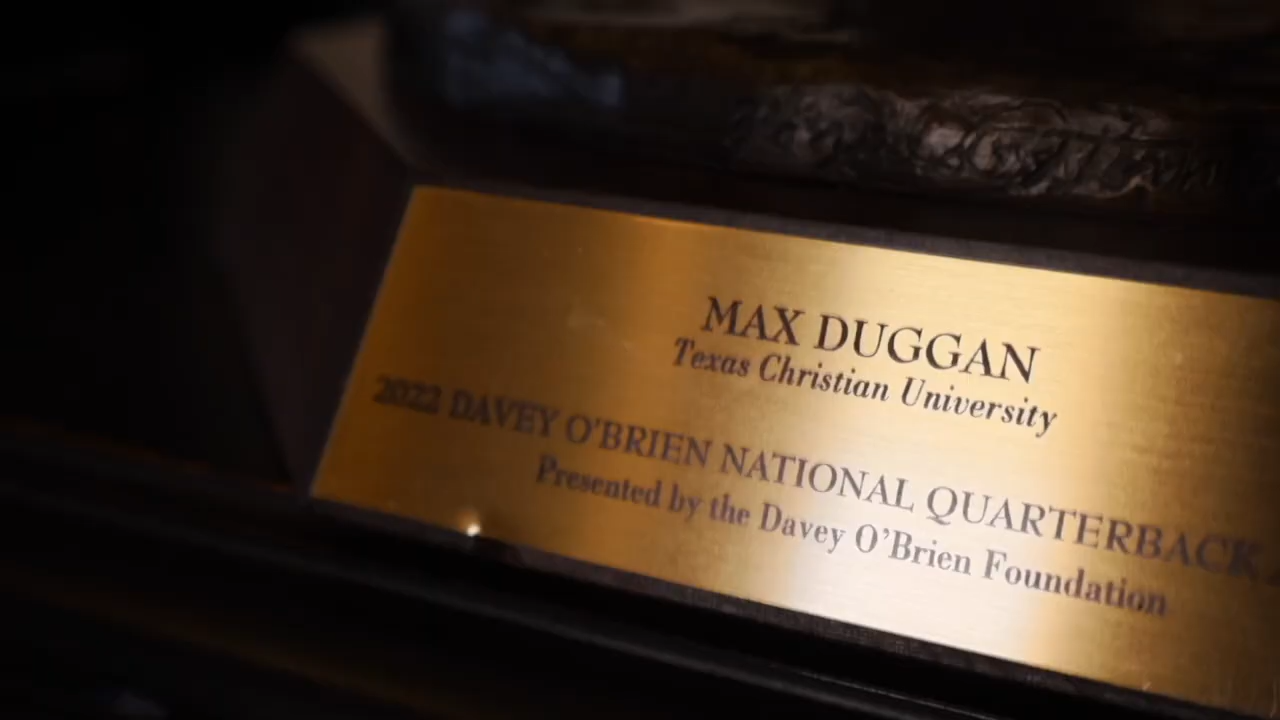 MAX DUGGAN
Texas Christian University
2022 DAVEY O'BRIEN NATIONAL QUARTERBACK
Presented by the Davey O'Brien Foundation